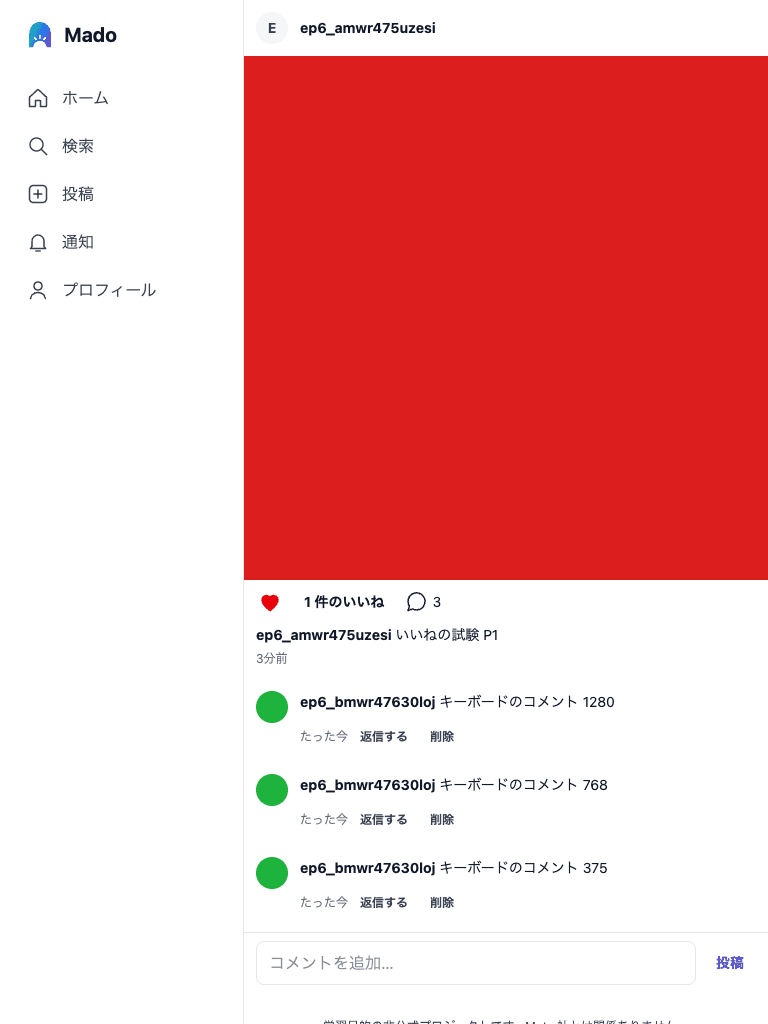 Mado
ホーム
検索
投稿
通知
プロフィール
E ep6_amwr475uzesi
1 件のいいね 3
ep6_amwr475uzesi いいねの試験 P1
3分前
ep6_bmwr47630loj キーボードのコメント 1280
たった今 返信する 削除
ep6_bmwr47630loj キーボードのコメント 768
たった今 返信する 削除
ep6_bmwr47630loj キーボードのコメント 375
たった今 返信する 削除
コメントを追加... 投稿